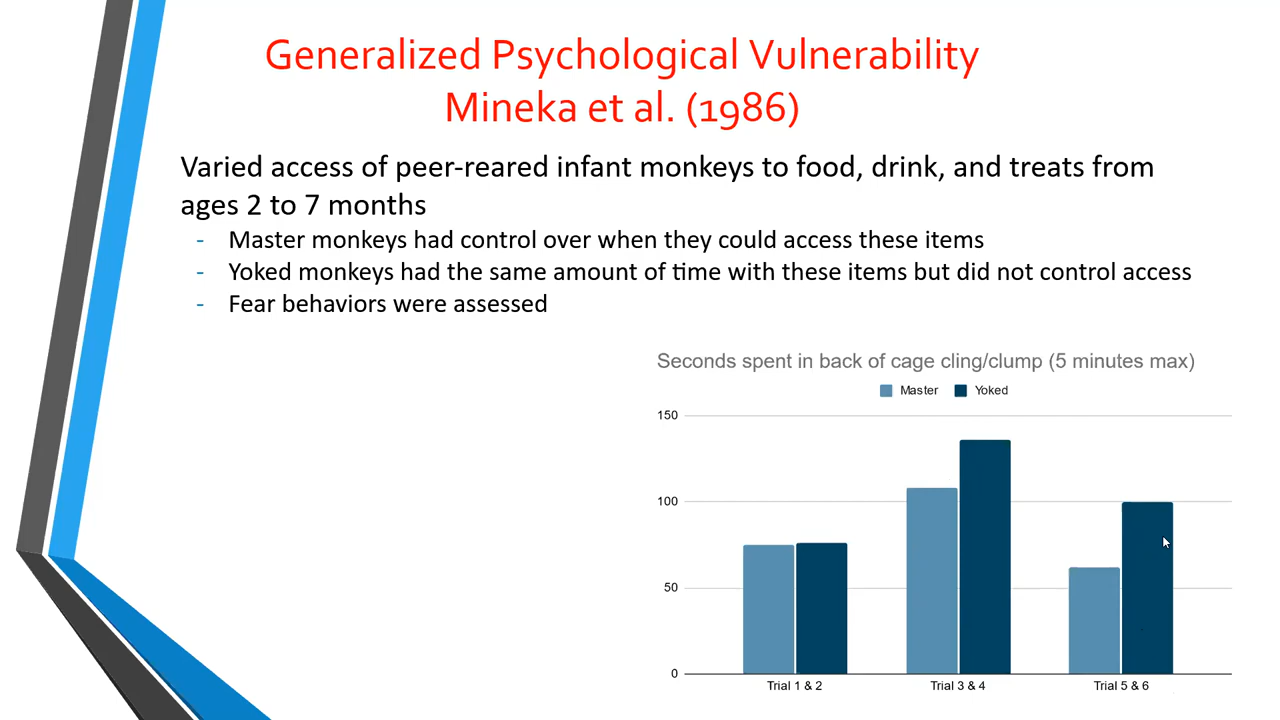 Generalized Psychological Vulnerability
Mineka et al. (1986)
Varied access of peer-reared infant monkeys to food, drink, and treats from
ages 2 to 7 months
- Master monkeys had control over when they could access these items
- Yoked monkeys had the same amount of time with these items but did not control access
- Fear behaviors were assessed
Seconds spent in back of cage cling/clump (5 minutes max)
Master Yoked
150
100
50
0
Trial 1 & 2 Trial 3 & 4 Trial 5 & 6